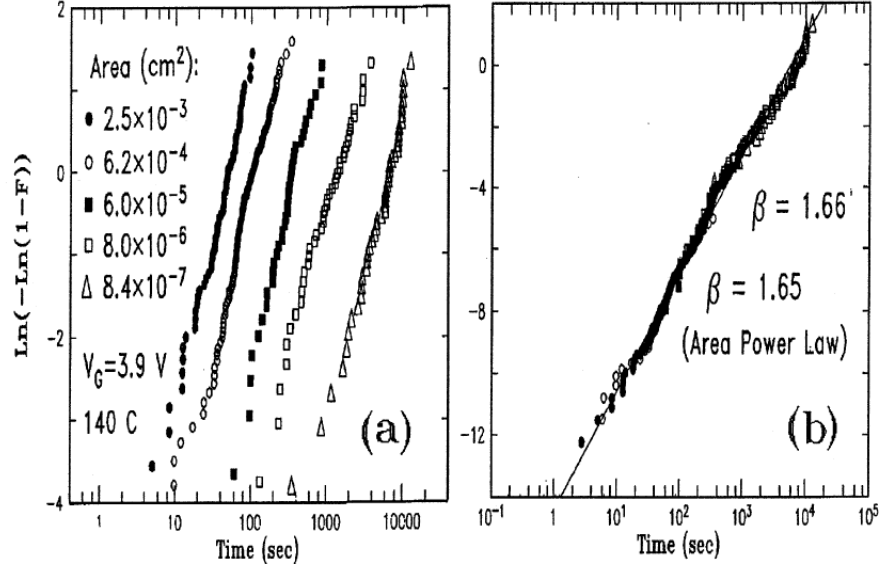 Ln(-Ln(1-F))
0
-2
-4
Area (cm²):
2.5×10⁻³
6.2×10⁻⁴
6.0×10⁻⁵
8.0×10⁻⁶
8.4×10⁻⁷
V_G=3.9 V
140 C
(a)
1 10 100 1000 10000
Time (sec)
0
-4
-8
-12
β = 1.66
β = 1.65
(Area Power Law)
(b)
10⁻¹ 1 10¹ 10² 10³ 10⁴ 10⁵
Time (sec)